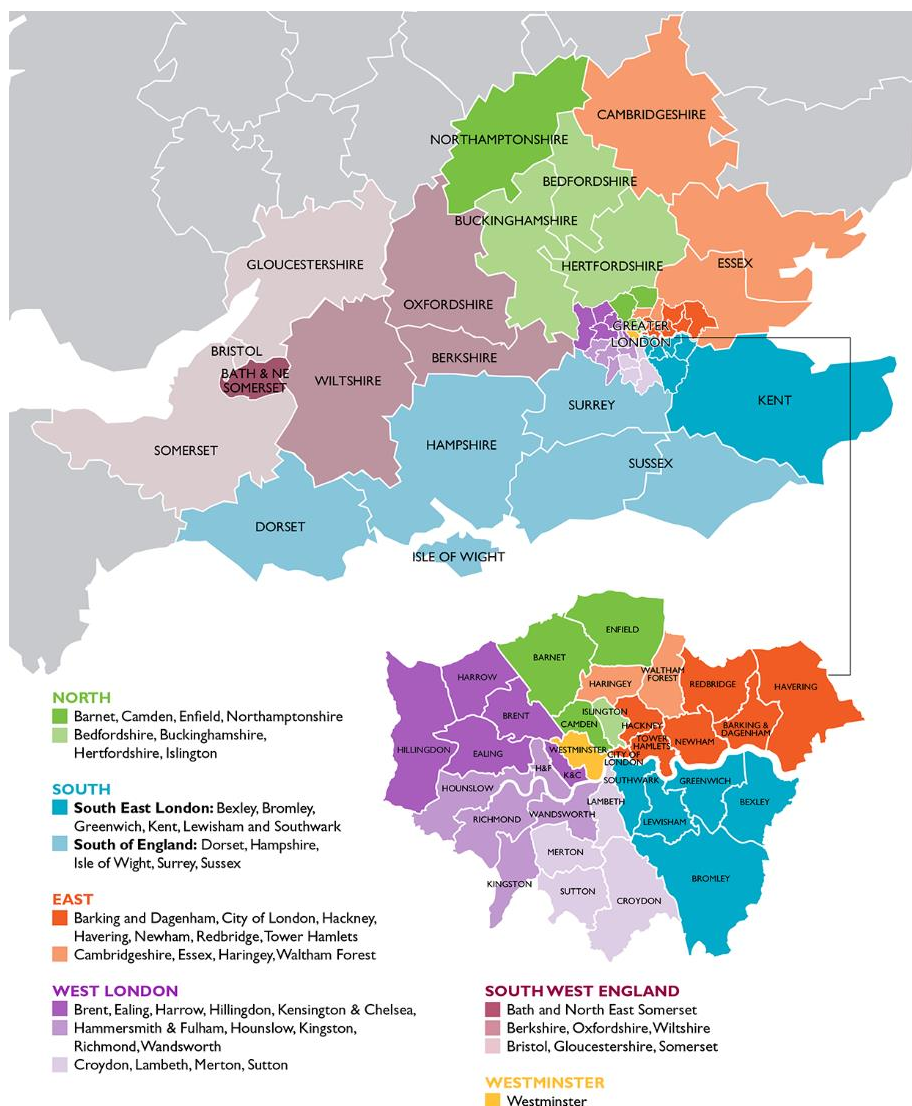 CAMBRIDGESHIRE
NORTHAMPTONSHIRE
BEDFORDSHIRE
BUCKINGHAMSHIRE
GLOUCESTERSHIRE
HERTFORDSHIRE
ESSEX
OXFORDSHIRE
GREATER
LONDON
BRISTOL
BERKSHIRE
BATH & NE
SOMERSET
WILTSHIRE
SURREY
KENT
SOMERSET
HAMPSHIRE
SUSSEX
DORSET
ISLE OF WIGHT
ENFIELD
BARNET
HARROW
HARINGEY
WALTHAM
FOREST
REDBRIDGE
HAVERING
BRENT
ISLINGTON
CAMDEN
HACKNEY
BARKING &
DAGENHAM
HILLINGDON
EALING
WESTMINSTER
TOWER
HAMLETS
NEWHAM
CITY OF
LONDON
H&F
K&C
HOUNSLOW
SOUTHWARK
GREENWICH
LAMBETH
BEXLEY
RICHMOND
WANDSWORTH
LEWISHAM
MERTON
KINGSTON
SUTTON
CROYDON
BROMLEY
NORTH
Barnet, Camden, Enfield, Northamptonshire
Bedfordshire, Buckinghamshire,
Hertfordshire, Islington
SOUTH
South East London: Bexley, Bromley,
Greenwich, Kent, Lewisham and Southwark
South of England: Dorset, Hampshire,
Isle of Wight, Surrey, Sussex
EAST
Barking and Dagenham, City of London, Hackney,
Havering, Newham, Redbridge, Tower Hamlets
Cambridgeshire, Essex, Haringey, Waltham Forest
WEST LONDON
Brent, Ealing, Harrow, Hillingdon, Kensington & Chelsea,
Hammersmith & Fulham, Hounslow, Kingston,
Richmond, Wandsworth
Croydon, Lambeth, Merton, Sutton
SOUTH WEST ENGLAND
Bath and North East Somerset
Berkshire, Oxfordshire, Wiltshire
Bristol, Gloucestershire, Somerset
WESTMINSTER
Westminster